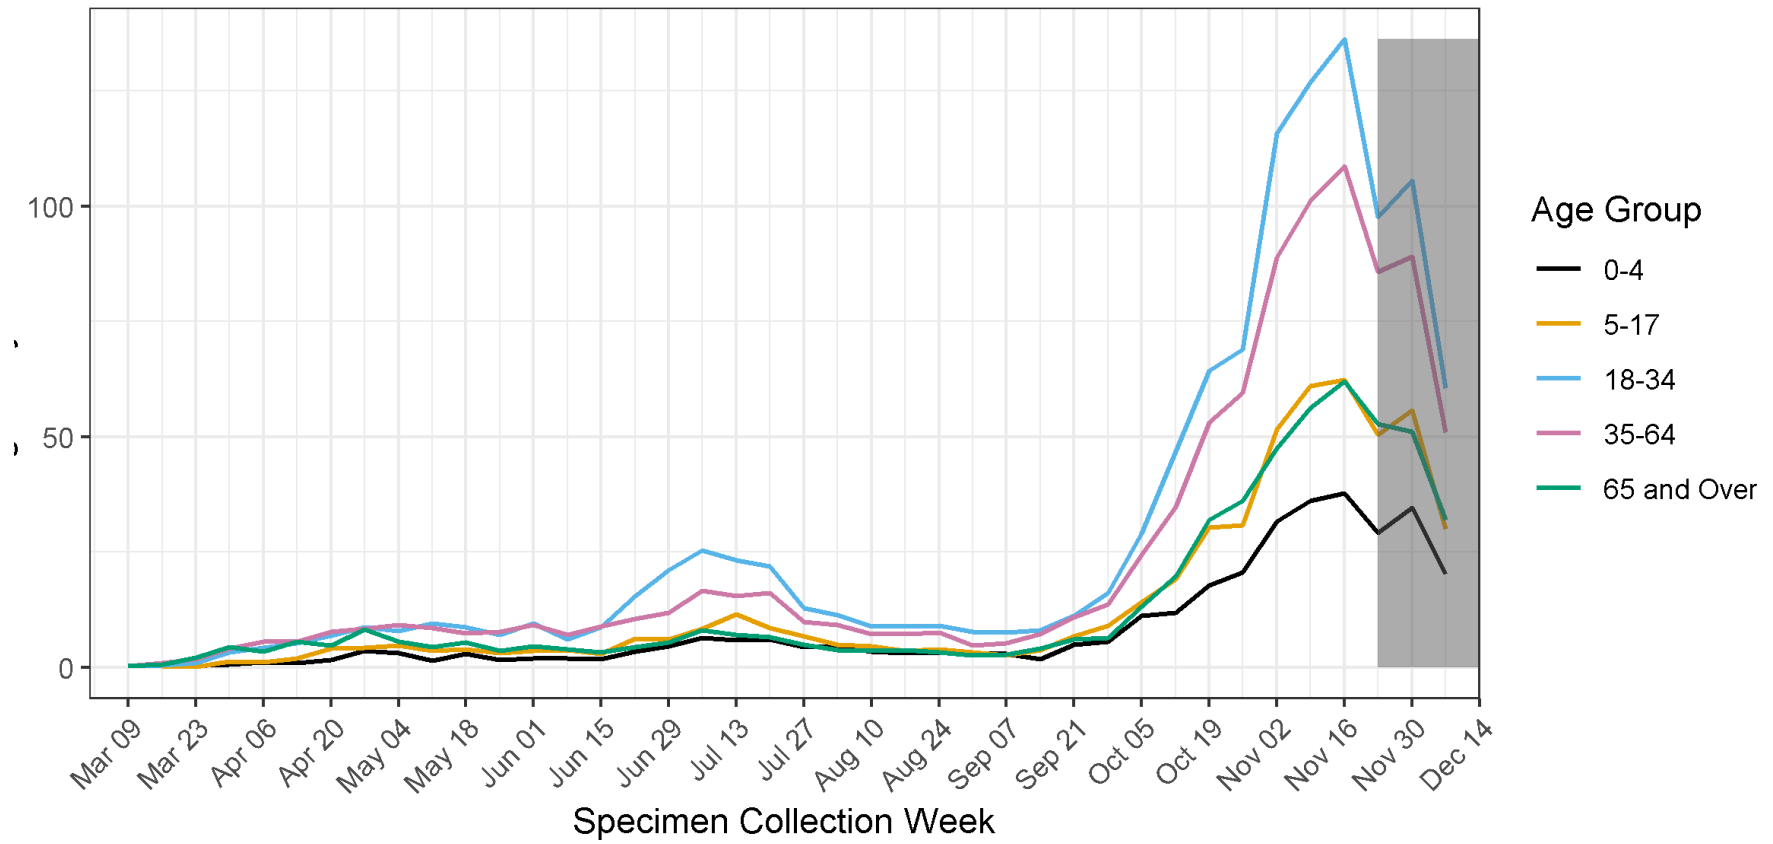 100
50
0
Mar 09
Mar 23
Apr 06
Apr 20
May 04
May 18
Jun 01
Jun 15
Jun 29
Jul 13
Jul 27
Aug 10
Aug 24
Sep 07
Sep 21
Oct 05
Oct 19
Nov 02
Nov 16
Nov 30
Dec 14
Specimen Collection Week
Age Group
0-4
5-17
18-34
35-64
65 and Over